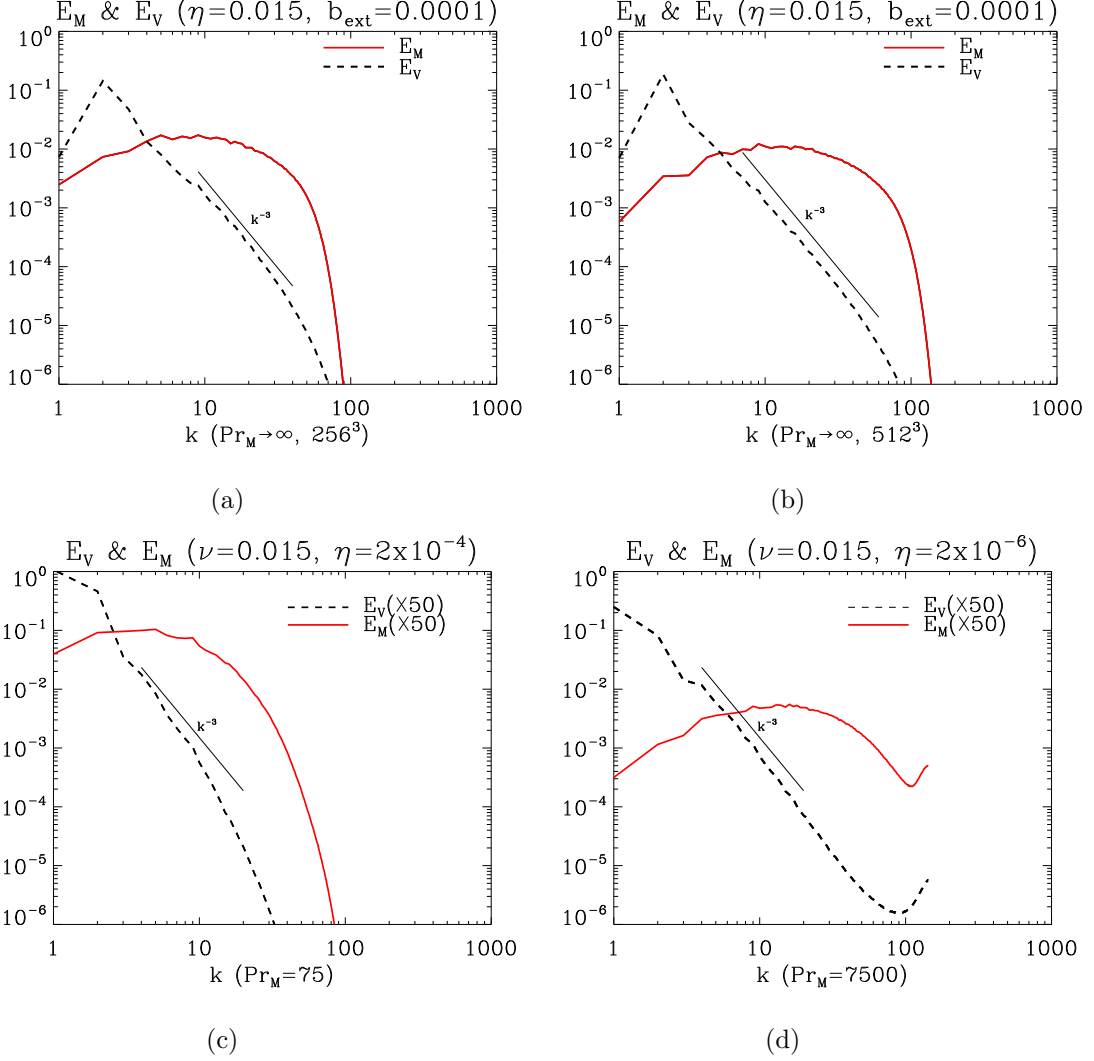 E_M & E_V (η=0.015, b_ext=0.0001)
10^0
10^-1
10^-2
10^-3
10^-4
10^-5
10^-6
E_M
E_V
k^-3
1 10 100 1000
k (Pr_M→∞, 256^3)
(a)
E_M & E_V (η=0.015, b_ext=0.0001)
10^0
10^-1
10^-2
10^-3
10^-4
10^-5
10^-6
E_M
E_V
k^-3
1 10 100 1000
k (Pr_M→∞, 512^3)
(b)
E_V & E_M (ν=0.015, η=2x10^-4)
10^0
10^-1
10^-2
10^-3
10^-4
10^-5
10^-6
E_V(X50)
E_M(X50)
k^-3
1 10 100 1000
k (Pr_M=75)
(c)
E_V & E_M (ν=0.015, η=2x10^-6)
10^0
10^-1
10^-2
10^-3
10^-4
10^-5
10^-6
E_V(X50)
E_M(X50)
k^-3
1 10 100 1000
k (Pr_M=7500)
(d)